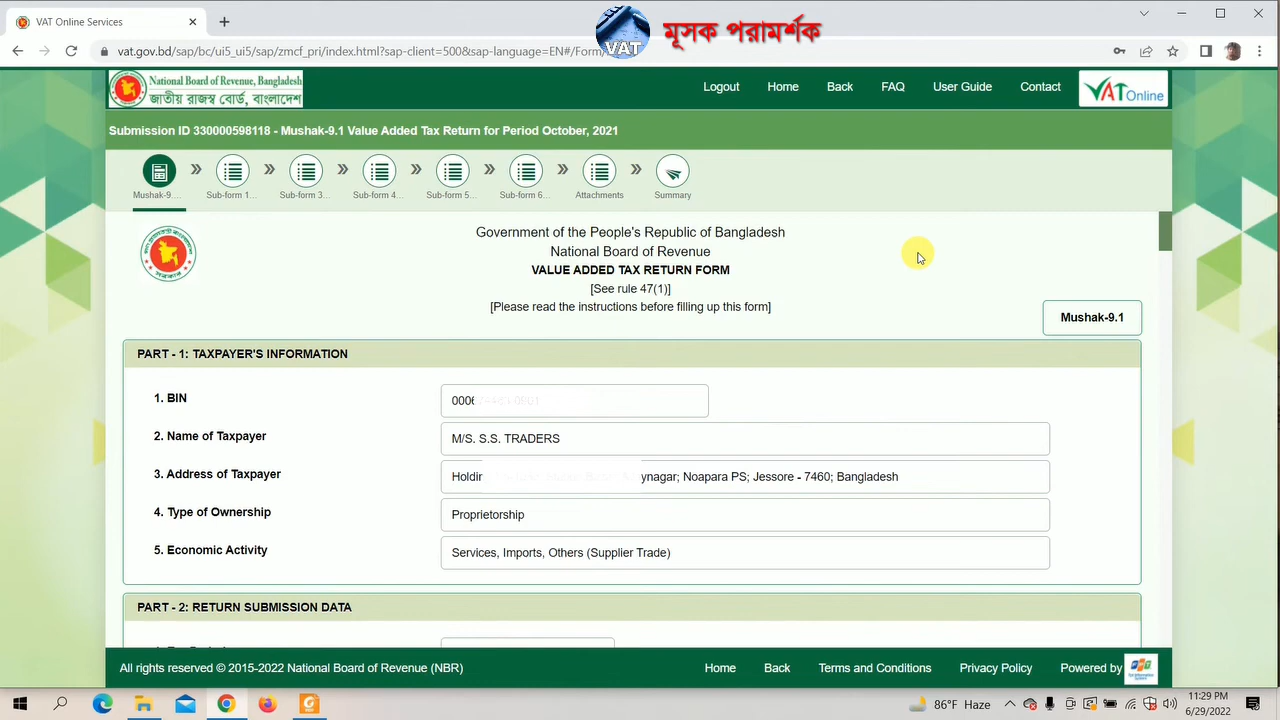 VAT Online Services
VAT
মূসক পরামর্শক
vat.gov.bd/sap/bc/ui5_ui5/sap/zmcf_pri/index.html?sap-client=500&sap-language=EN#/Form/
National Board of Revenue, Bangladesh
জাতীয় রাজস্ব বোর্ড, বাংলাদেশ
Logout Home Back FAQ User Guide Contact
VAT Online
Submission ID 330000598118 - Mushak-9.1 Value Added Tax Return for Period October, 2021
Mushak-9.... Sub-form 1... Sub-form 3... Sub-form 4... Sub-form 5... Sub-form 6... Attachments Summary
Government of the People's Republic of Bangladesh
National Board of Revenue
VALUE ADDED TAX RETURN FORM
[See rule 47(1)]
[Please read the instructions before filling up this form]
Mushak-9.1
PART - 1: TAXPAYER'S INFORMATION
1. BIN 0006
2. Name of Taxpayer M/S. S.S. TRADERS
3. Address of Taxpayer Holdin ynagar; Noapara PS; Jessore - 7460; Bangladesh
4. Type of Ownership Proprietorship
5. Economic Activity Services, Imports, Others (Supplier Trade)
PART - 2: RETURN SUBMISSION DATA
All rights reserved © 2015-2022 National Board of Revenue (NBR) Home Back Terms and Conditions Privacy Policy Powered by
FPT
86°F Haze
11:29 PM
6/29/2022